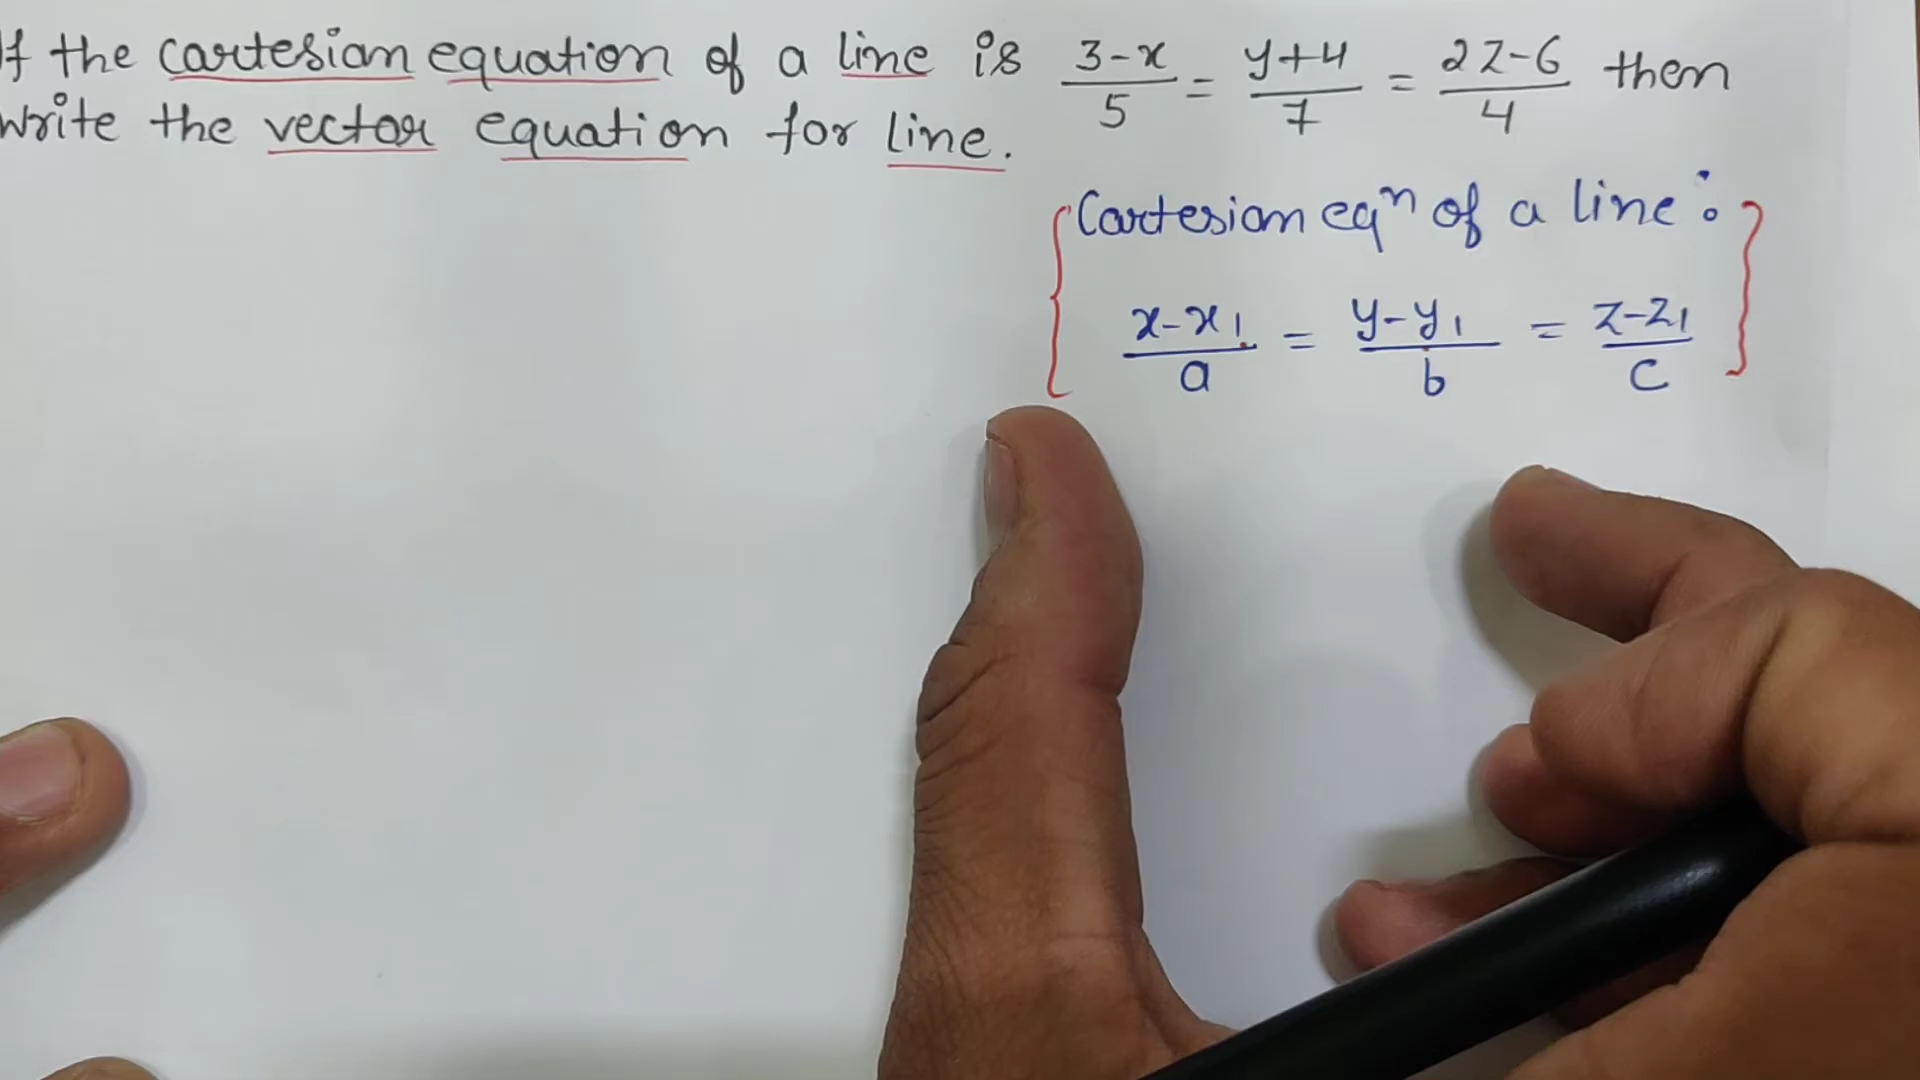 If the cartesian equation of a line is 3-x/5 = y+4/7 = 2z-6/4 then
write the vector equation for line.
{Cartesian eqⁿ of a line:}
x-x₁/a = y-y₁/b = z-z₁/c